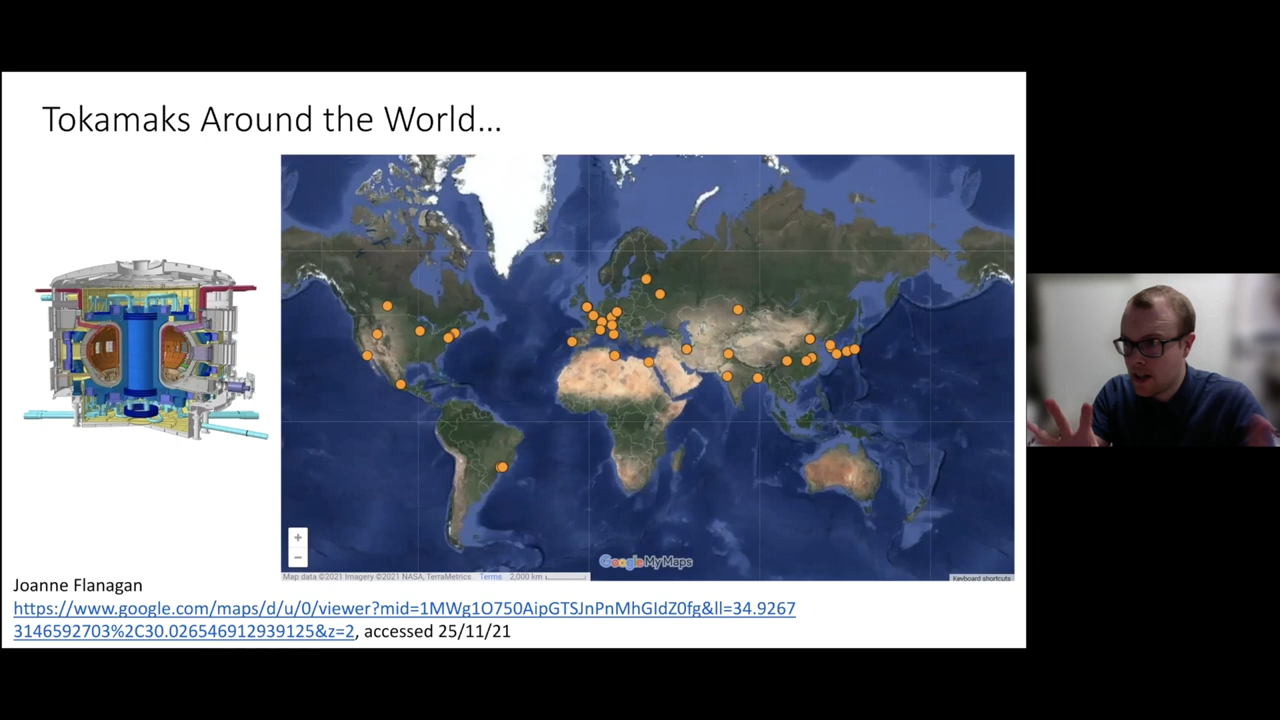 Tokamaks Around the World...
+
−
Google My Maps
Map data ©2021 Imagery ©2021 NASA, TerraMetrics Terms 2,000 km
Keyboard shortcuts
Joanne Flanagan
https://www.google.com/maps/d/u/0/viewer?mid=1MWg1O750AipGTSJnPnMhGIdZ0fg&ll=34.9267
3146592703%2C30.026546912939125&z=2, accessed 25/11/21